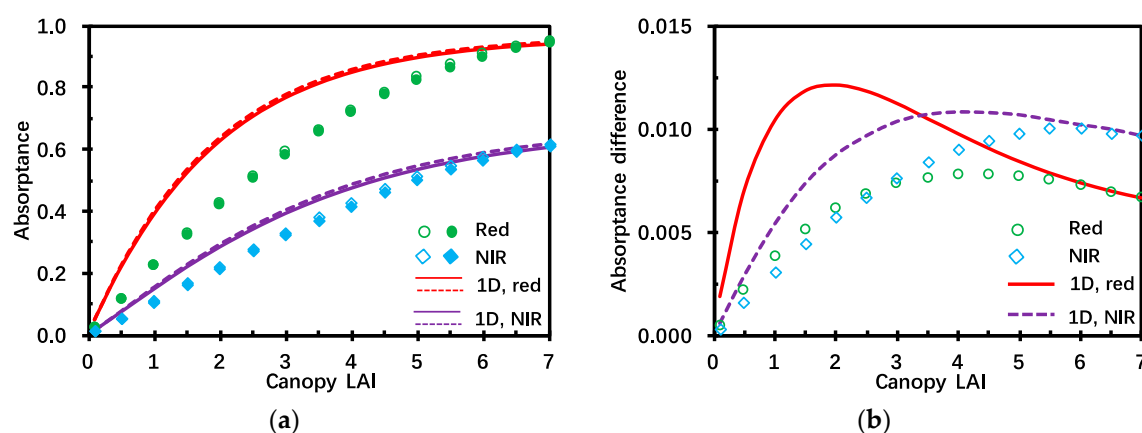 1.0
0.8
0.6
0.4
0.2
0.0
0
1
2
3
4
5
6
7
Absorptance
Canopy LAI
Red
NIR
1D, red
1D, NIR
(a)
0.015
0.010
0.005
0.000
0
1
2
3
4
5
6
7
Absorptance difference
Canopy LAI
Red
NIR
1D, red
1D, NIR
(b)